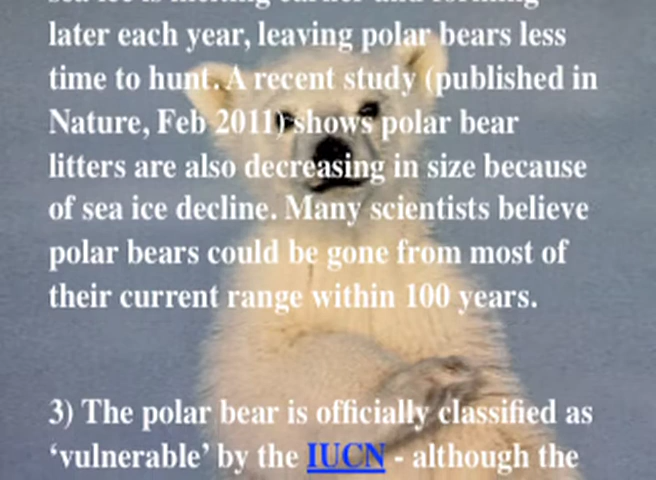 later each year, leaving polar bears less
time to hunt. A recent study (published in
Nature, Feb 2011) shows polar bear
litters are also decreasing in size because
of sea ice decline. Many scientists believe
polar bears could be gone from most of
their current range within 100 years.
3) The polar bear is officially classified as
‘vulnerable’ by the IUCN - although the